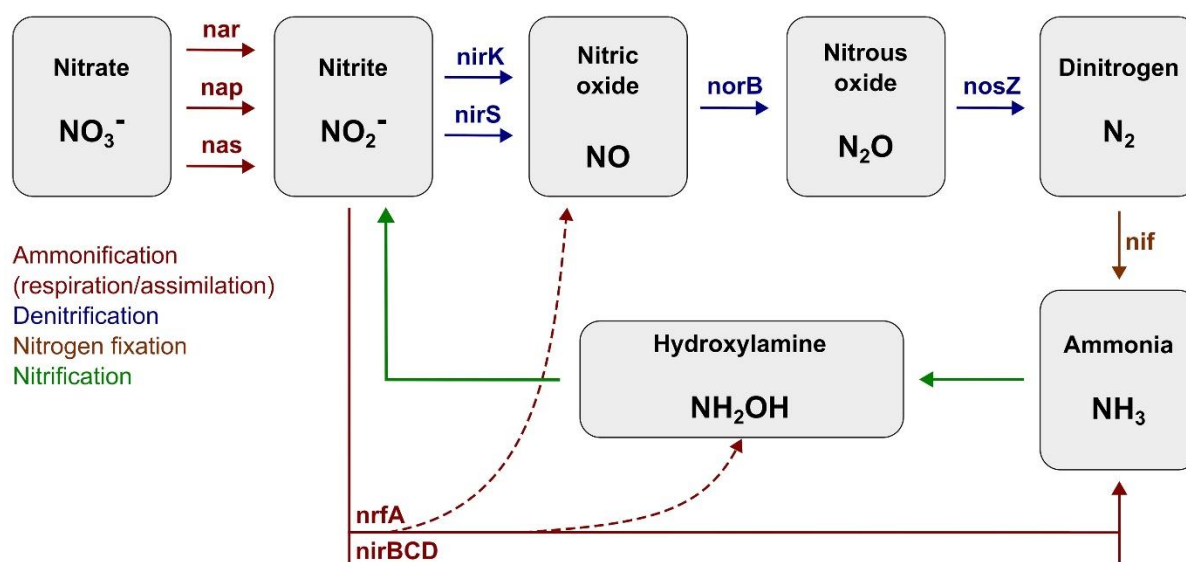 Nitrate
NO₃⁻
nar
nap
nas
Nitrite
NO₂⁻
nirK
nirS
Nitric
oxide
NO
norB
Nitrous
oxide
N₂O
nosZ
Dinitrogen
N₂
nif
Ammonification
(respiration/assimilation)
Denitrification
Nitrogen fixation
Nitrification
Hydroxylamine
NH₂OH
Ammonia
NH₃
nrfA
nirBCD